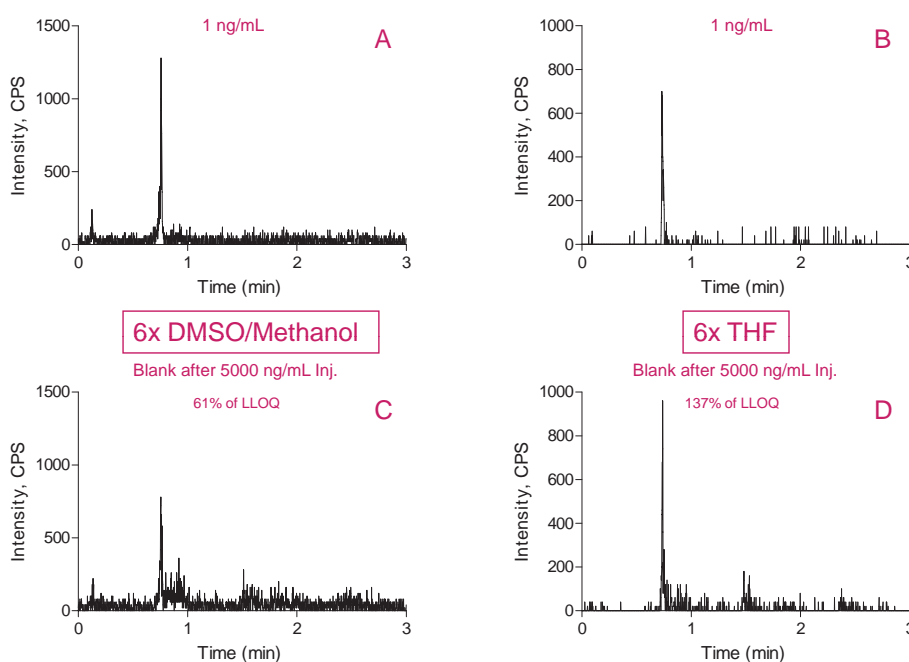 1 ng/mL
A
Intensity, CPS
1500
1000
500
0
0 1 2 3
Time (min)
1 ng/mL
B
Intensity, CPS
1000
800
600
400
200
0
0 1 2 3
Time (min)
6x DMSO/Methanol
Blank after 5000 ng/mL Inj.
61% of LLOQ
C
Intensity, CPS
1500
1000
500
0
0 1 2 3
Time (min)
6x THF
Blank after 5000 ng/mL Inj.
137% of LLOQ
D
Intensity, CPS
1000
800
600
400
200
0
0 1 2 3
Time (min)